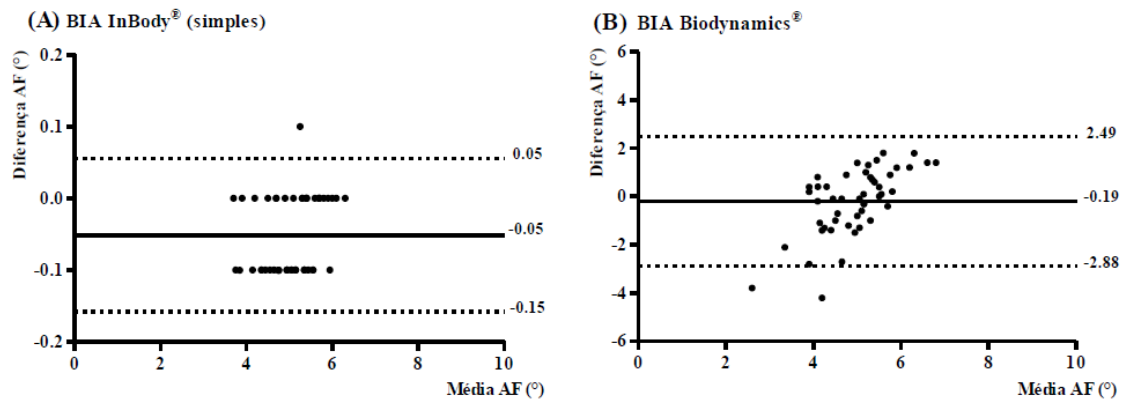 (A) BIA InBody® (simples)
Diferença AF (°)
0.2
0.1
0.0
-0.1
-0.2
0.05
-0.05
-0.15
0 2 4 6 8 10
Média AF (°)
(B) BIA Biodynamics®
Diferença AF (°)
6
4
2
0
-2
-4
-6
2.49
-0.19
-2.88
0 2 4 6 8 10
Média AF (°)